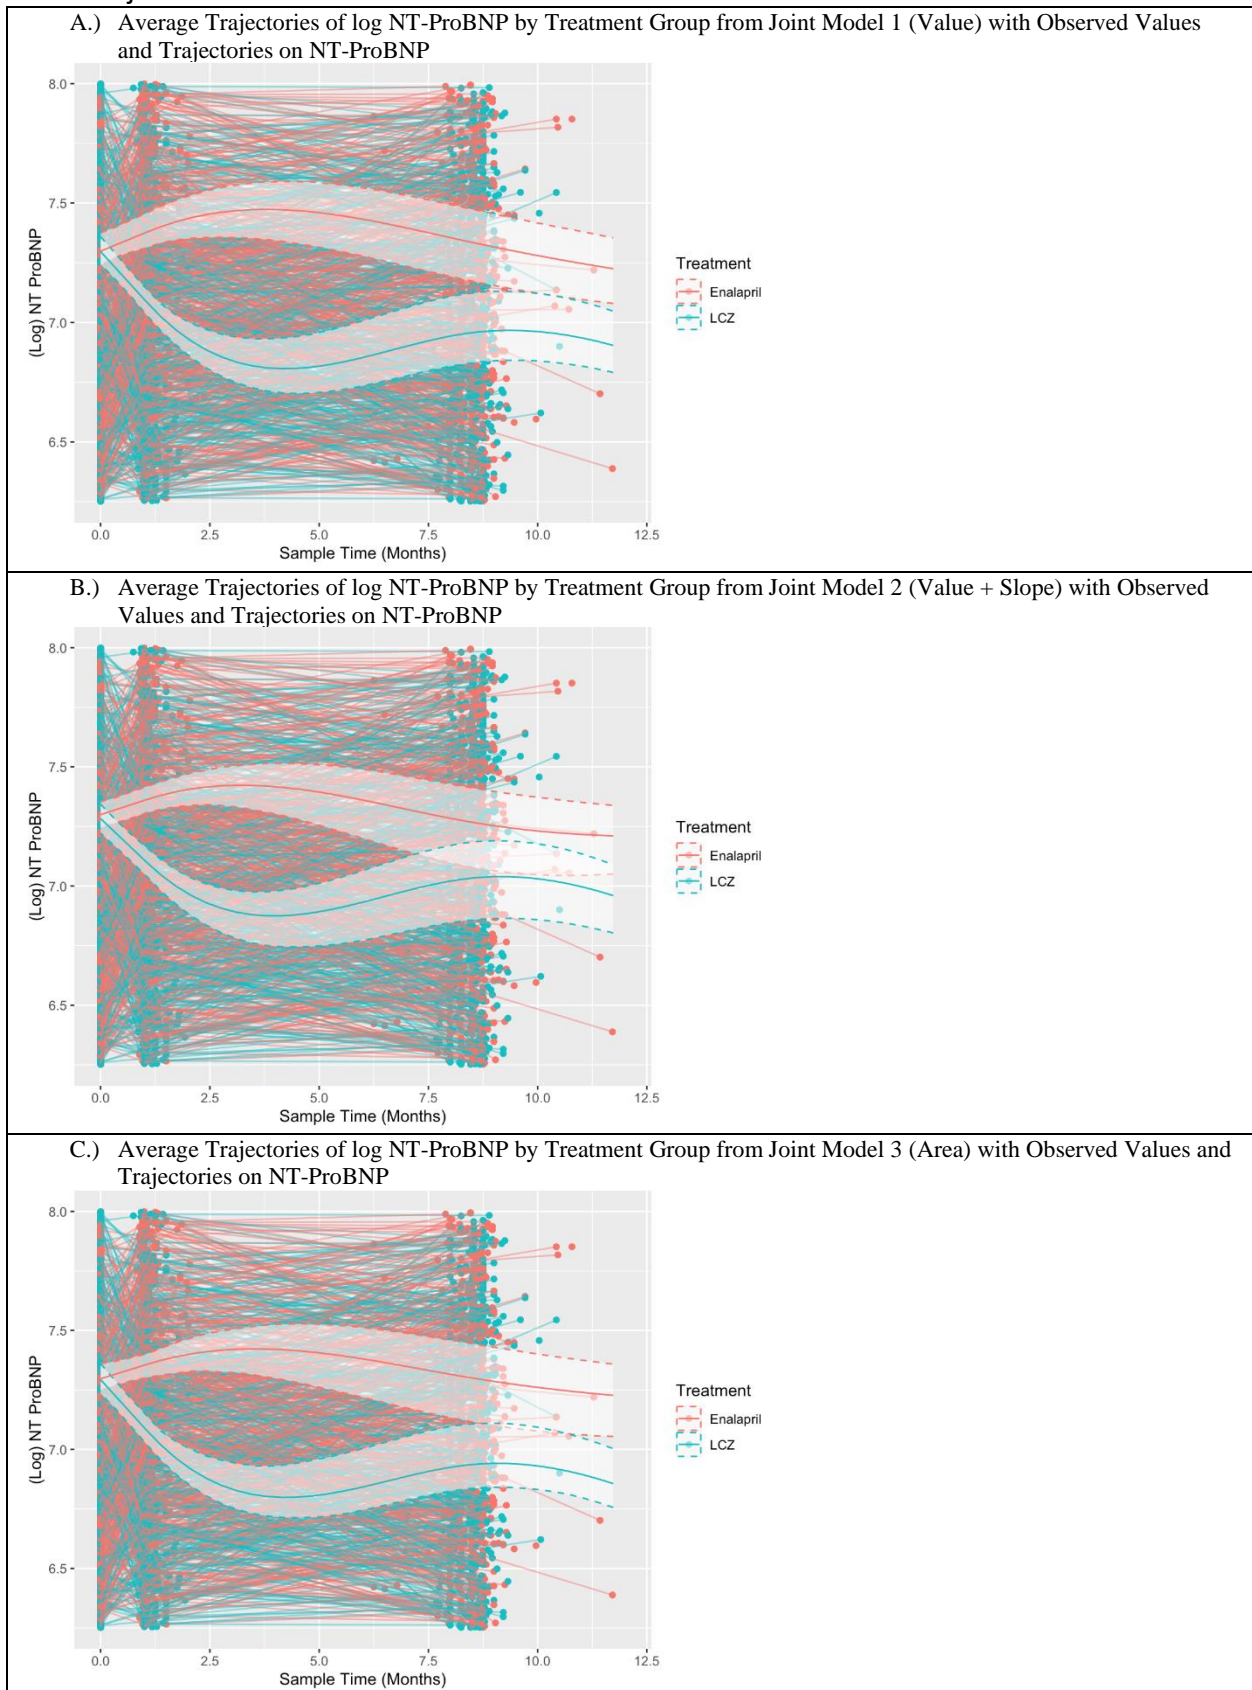 A.) Average Trajectories of log NT-ProBNP by Treatment Group from Joint Model 1 (Value) with Observed Values
and Trajectories on NT-ProBNP
8.0
7.5
7.0
6.5
(Log) NT ProBNP
0.0 2.5 5.0 7.5 10.0 12.5
Sample Time (Months)
Treatment
Enalapril
LCZ
B.) Average Trajectories of log NT-ProBNP by Treatment Group from Joint Model 2 (Value + Slope) with Observed
Values and Trajectories on NT-ProBNP
8.0
7.5
7.0
6.5
(Log) NT ProBNP
0.0 2.5 5.0 7.5 10.0 12.5
Sample Time (Months)
Treatment
Enalapril
LCZ
C.) Average Trajectories of log NT-ProBNP by Treatment Group from Joint Model 3 (Area) with Observed Values and
Trajectories on NT-ProBNP
8.0
7.5
7.0
6.5
(Log) NT ProBNP
0.0 2.5 5.0 7.5 10.0 12.5
Sample Time (Months)
Treatment
Enalapril
LCZ